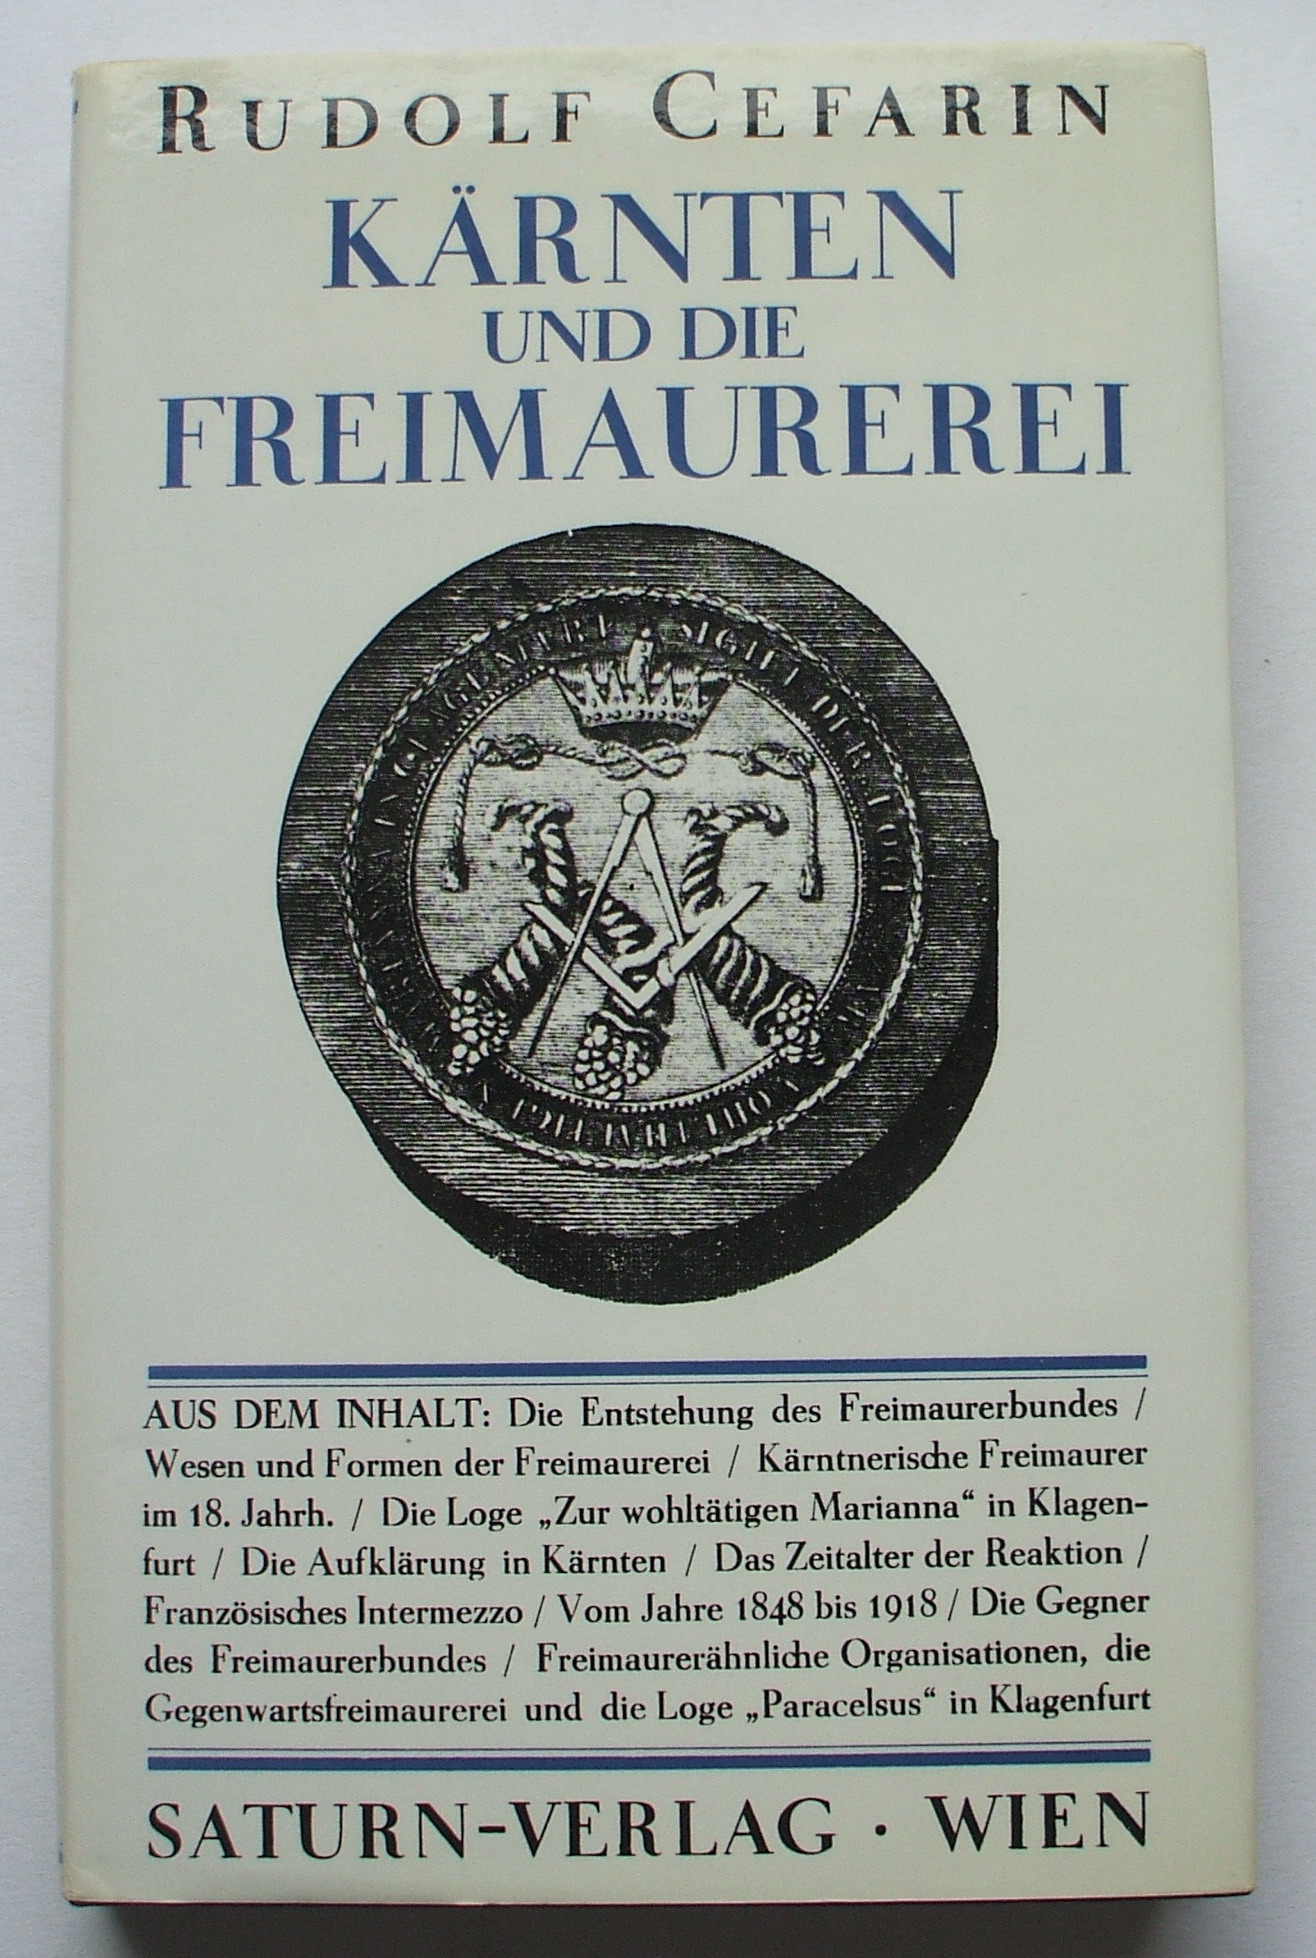 RUDOLF CEFARIN
KÄRNTEN
UND DIE
FREIMAUREREI
AUS DEM INHALT: Die Entstehung des Freimaurerbundes /
Wesen und Formen der Freimaurerei / Kärntnerische Freimaurer
im 18. Jahrh. / Die Loge „Zur wohltätigen Marianna“ in Klagen-
furt / Die Aufklärung in Kärnten / Das Zeitalter der Reaktion /
Französisches Intermezzo / Vom Jahre 1848 bis 1918 / Die Gegner
des Freimaurerbundes / Freimaurerähnliche Organisationen, die
Gegenwartsfreimaurerei und die Loge „Paracelsus“ in Klagenfurt
SATURN-VERLAG · WIEN